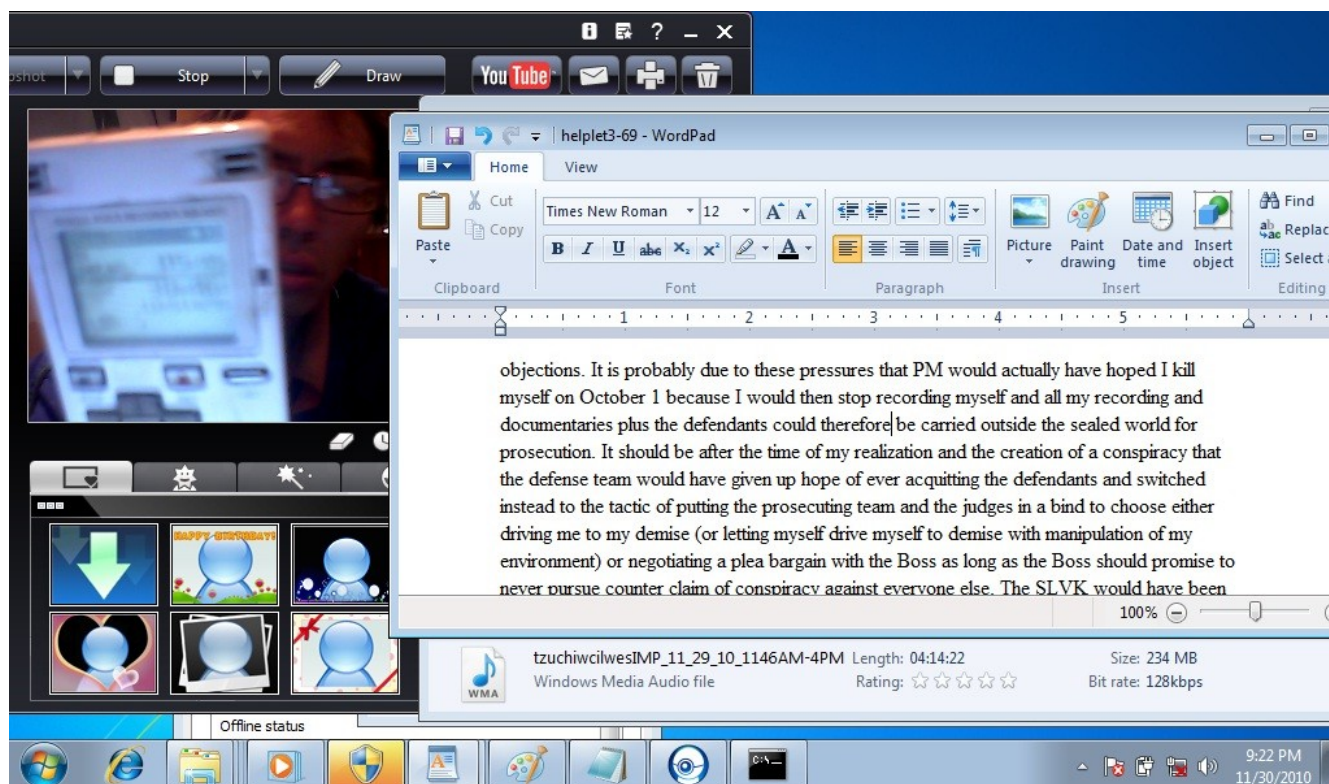 pshot
Stop
Draw
YouTube
helplet3-69 - WordPad
Home
View
Paste
Cut
Copy
Clipboard
Times New Roman
12
Font
Paragraph
Picture
Paint drawing
Date and time
Insert object
Insert
Find
Replac
Select a
Editing
1 2 3 4 5
objections. It is probably due to these pressures that PM would actually have hoped I kill
myself on October 1 because I would then stop recording myself and all my recording and
documentaries plus the defendants could therefore be carried outside the sealed world for
prosecution. It should be after the time of my realization and the creation of a conspiracy that
the defense team would have given up hope of ever acquitting the defendants and switched
instead to the tactic of putting the prosecuting team and the judges in a bind to choose either
driving me to my demise (or letting myself drive myself to demise with manipulation of my
environment) or negotiating a plea bargain with the Boss as long as the Boss should promise to
never pursue counter claim of conspiracy against everyone else. The SLVK would have been
100%
HAPPY BIRTHDAY!
tzuchiwcilwesIMP_11_29_10_1146AM-4PM Length: 04:14:22 Size: 234 MB
WMA
Windows Media Audio file Rating: Bit rate: 128kbps
Offline status
9:22 PM
11/30/2010